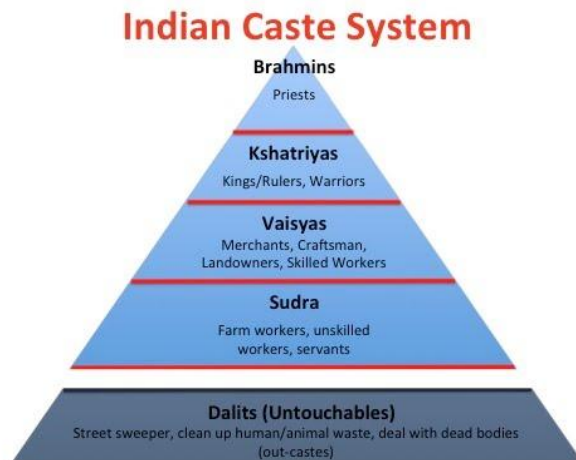 Indian Caste System
Brahmins
Priests
Kshatriyas
Kings/Rulers, Warriors
Vaisyas
Merchants, Craftsman,
Landowners, Skilled Workers
Sudra
Farm workers, unskilled
workers, servants
Dalits (Untouchables)
Street sweeper, clean up human/animal waste, deal with dead bodies
(out-castes)